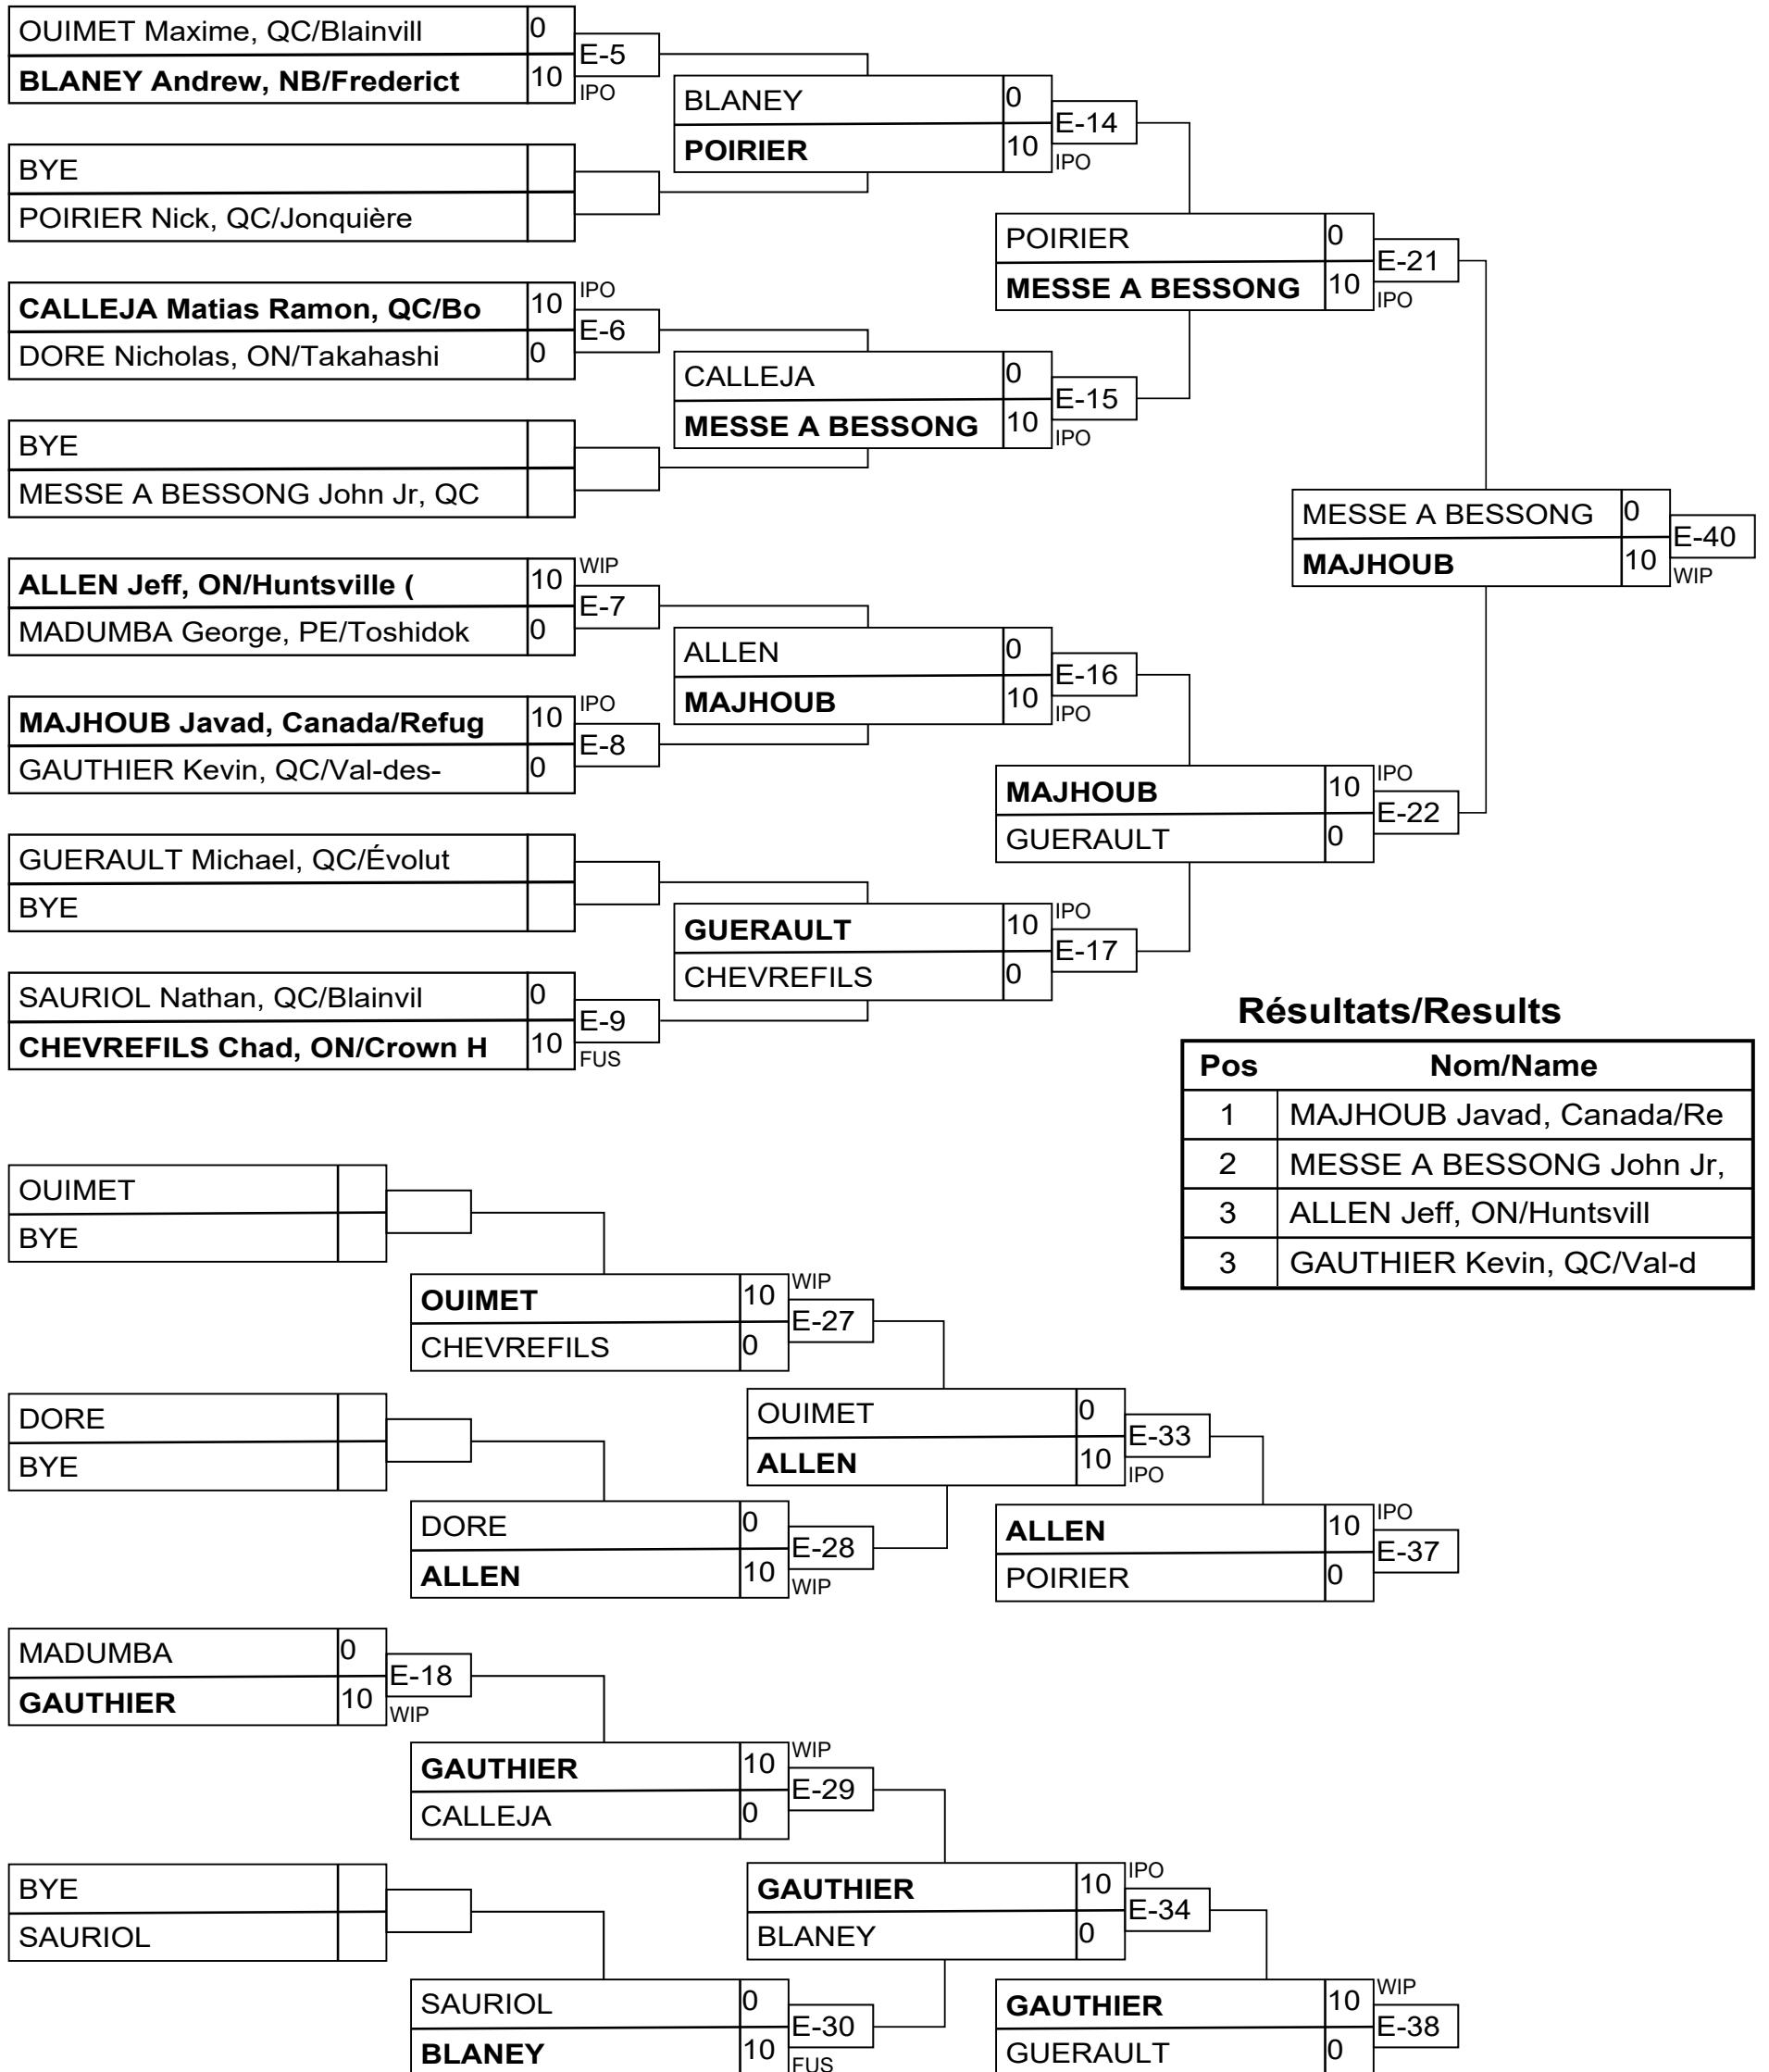 OUIMET Maxime, QC/Blainvill 0
E-5
BLANEY Andrew, NB/Frederict 10
IPO
BLANEY 0
E-14
POIRIER 10
IPO
BYE
POIRIER Nick, QC/Jonquière
POIRIER 0
E-21
MESSE A BESSONG 10
IPO
CALLEJA Matias Ramon, QC/Bo 10
IPO
E-6
DORE Nicholas, ON/Takahashi 0
CALLEJA 0
E-15
MESSE A BESSONG 10
IPO
BYE
MESSE A BESSONG John Jr, QC
MESSE A BESSONG 0
E-40
MAJHOUB 10
WIP
ALLEN Jeff, ON/Huntsville ( 10
WIP
E-7
MADUMBA George, PE/Toshidok 0
ALLEN 0
E-16
MAJHOUB 10
IPO
MAJHOUB Javad, Canada/Refug 10
IPO
E-8
GAUTHIER Kevin, QC/Val-des- 0
MAJHOUB 10
IPO
E-22
GUERAULT 0
GUERAULT Michael, QC/Évolut
BYE
GUERAULT 10
IPO
E-17
CHEVREFILS 0
SAURIOL Nathan, QC/Blainvil 0
E-9
CHEVREFILS Chad, ON/Crown H 10
FUS
Résultats/Results
Pos Nom/Name
1 MAJHOUB Javad, Canada/Re
2 MESSE A BESSONG John Jr,
3 ALLEN Jeff, ON/Huntsvill
3 GAUTHIER Kevin, QC/Val-d
OUIMET
BYE
OUIMET 10
WIP
E-27
CHEVREFILS 0
DORE
BYE
OUIMET 0
E-33
ALLEN 10
IPO
DORE 0
E-28
ALLEN 10
WIP
ALLEN 10
IPO
E-37
POIRIER 0
MADUMBA 0
E-18
GAUTHIER 10
WIP
GAUTHIER 10
WIP
E-29
CALLEJA 0
BYE
SAURIOL
GAUTHIER 10
IPO
E-34
BLANEY 0
SAURIOL 0
E-30
BLANEY 10
FUS
GAUTHIER 10
WIP
E-38
GUERAULT 0